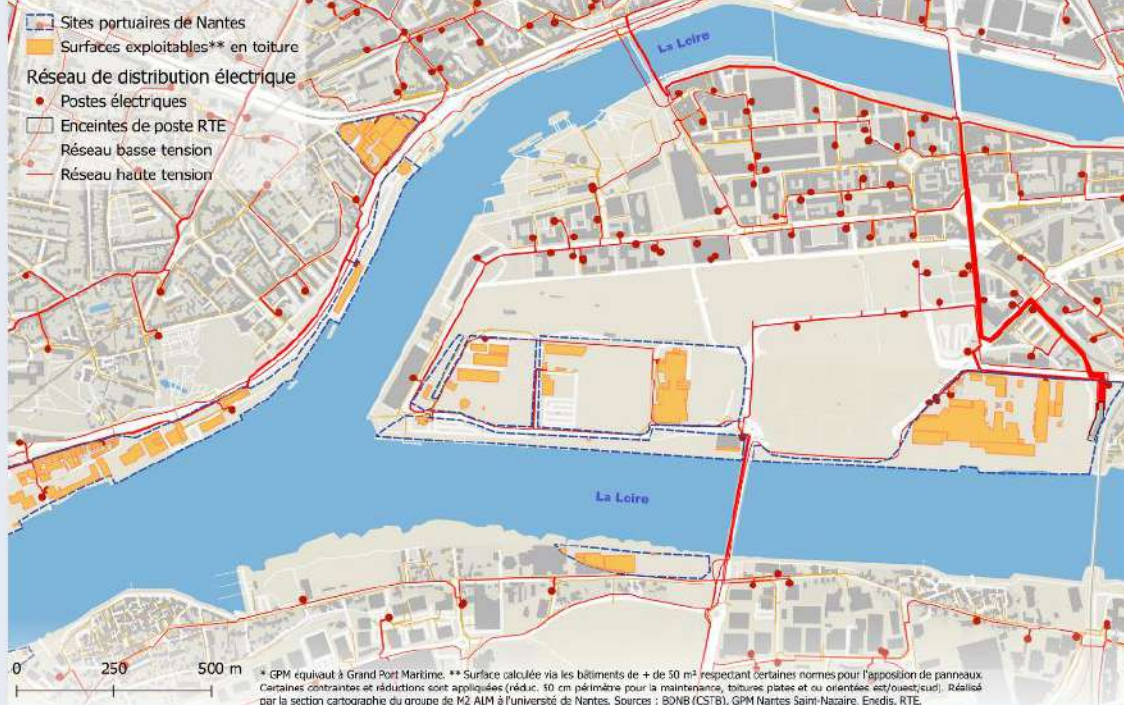 Sites portuaires de Nantes
Surfaces exploitables** en toiture
Réseau de distribution électrique
Postes électriques
Enceintes de poste RTE
Réseau basse tension
Réseau haute tension
La Loire
La Loire
0 250 500 m
* GPM équivaut à Grand Port Maritime. ** Surface calculée via les bâtiments de + de 50 m² respectant certaines normes pour l'apposition de panneaux.
Certaines contraintes et réductions sont appliquées (réduc. 50 cm périmètre pour la maintenance, toitures plates et ou orientées est/ouest/sud). Réalisé
par la section cartographie du groupe de M2 ALM à l'université de Nantes. Sources : BDNB (CSTB), GPM Nantes Saint-Nazaire, Enedis, RTE.